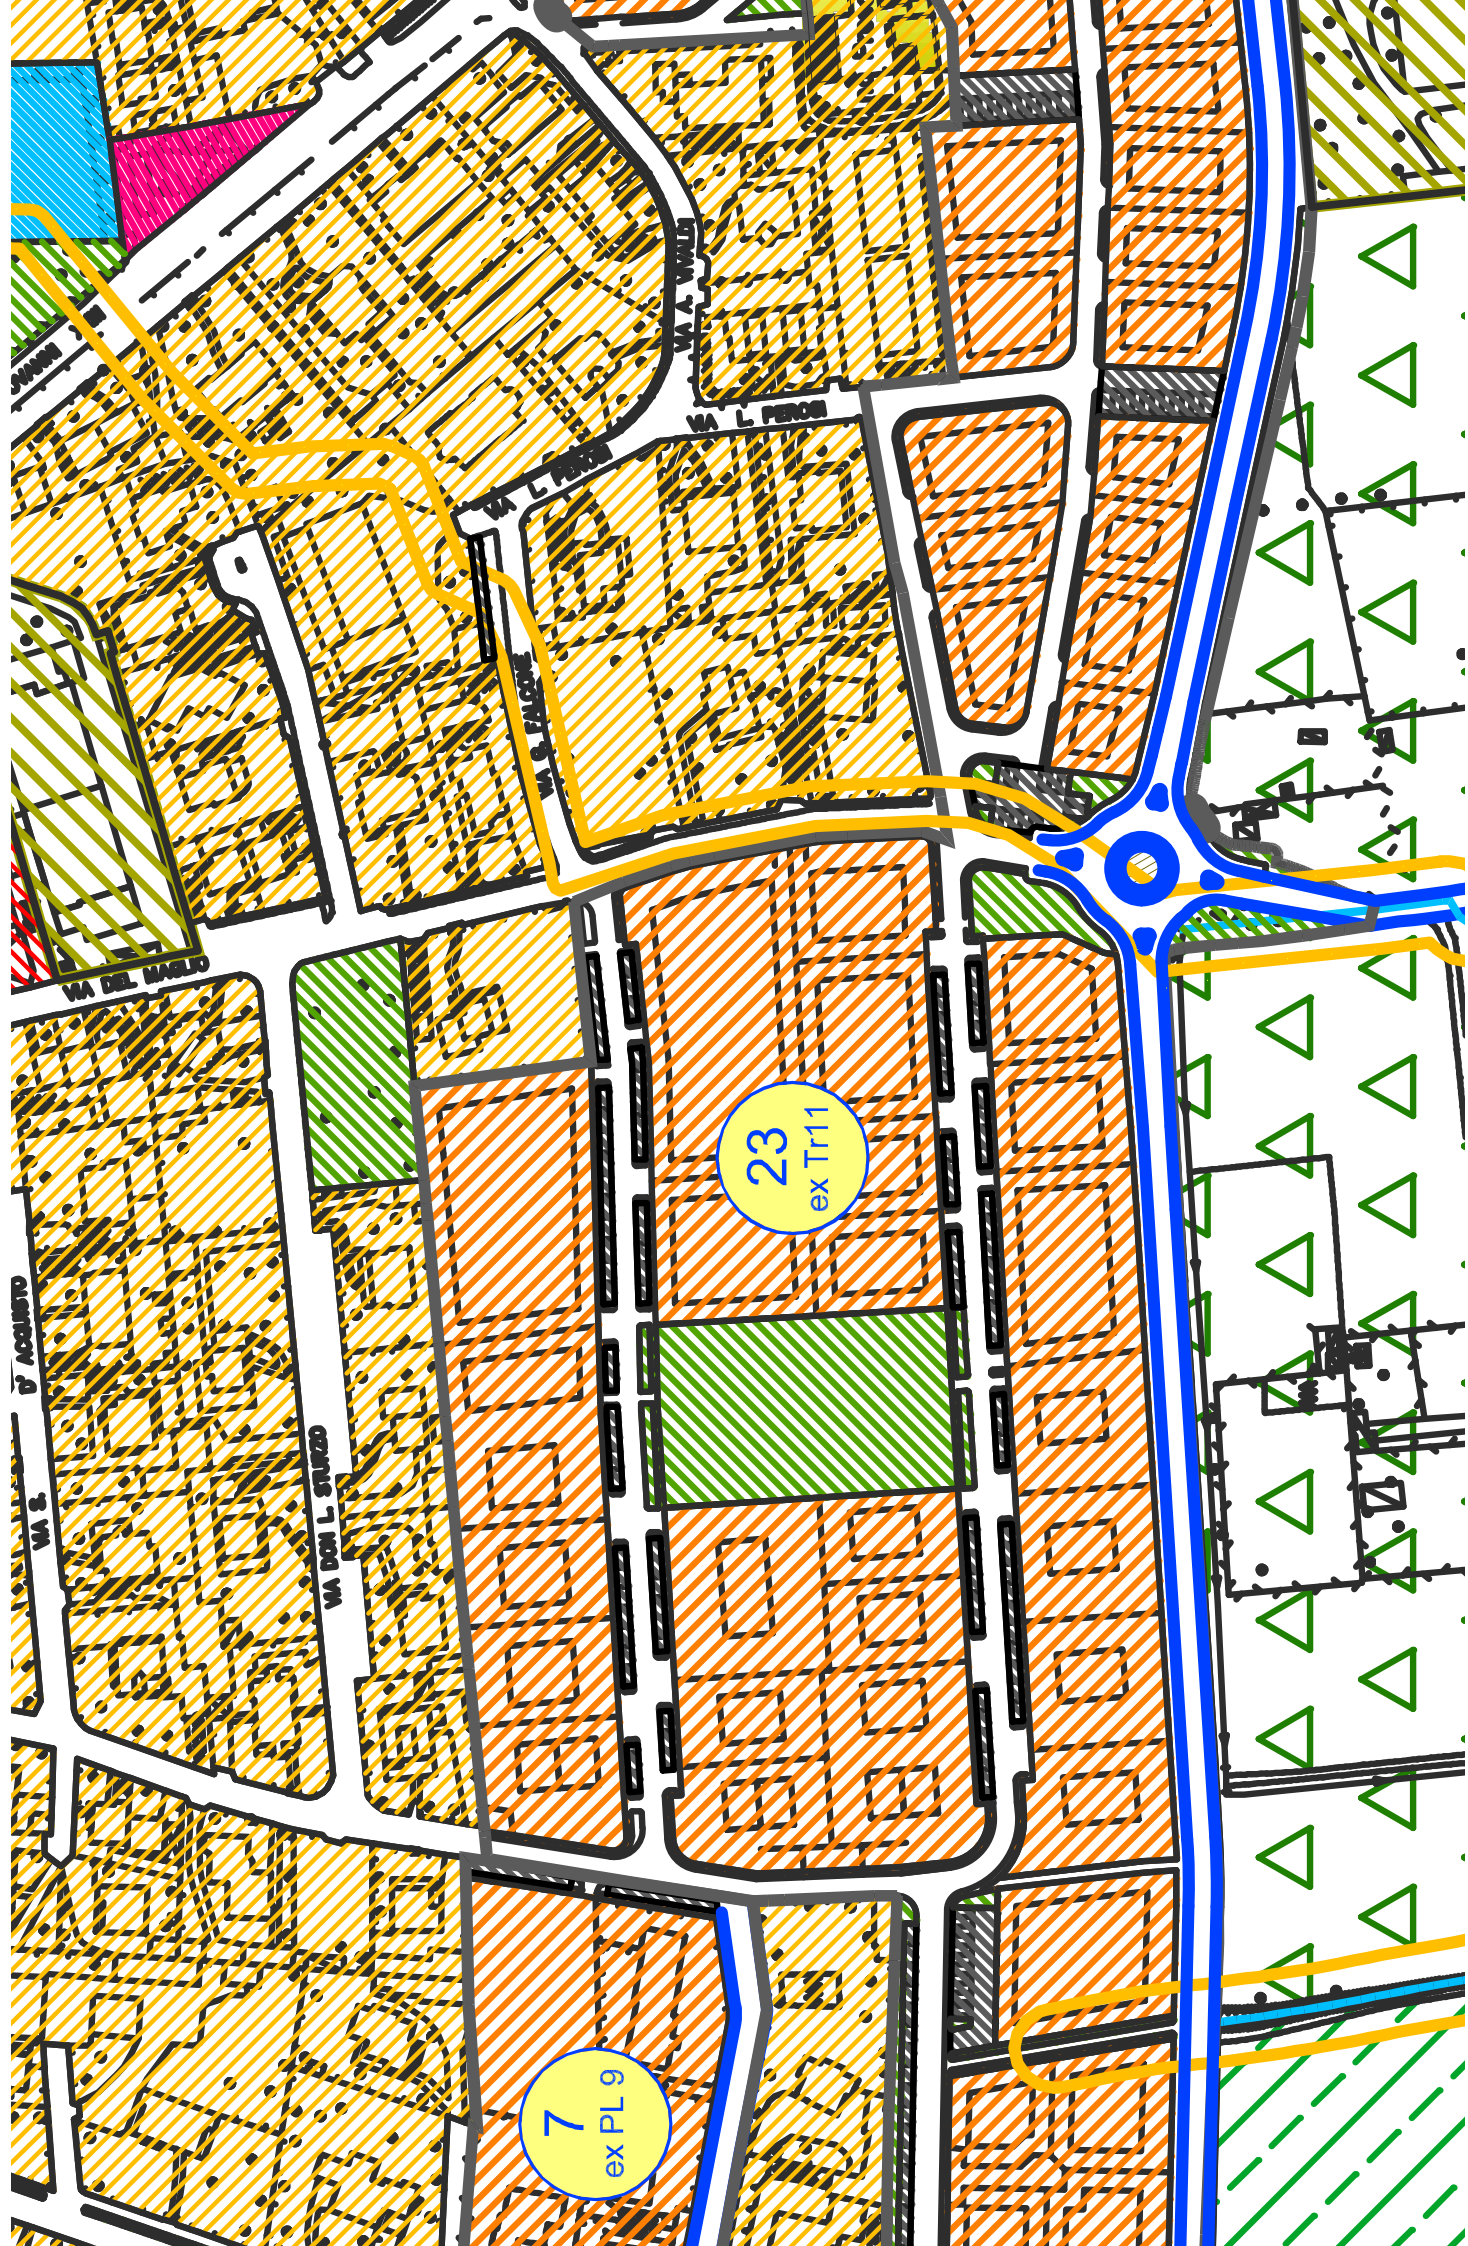 VIA A. VIVALDI
VIA L. PEROSI
VIA L. PEROSI
VIA G. FALCONE
VIA DEL MAGLIO
23
ex Tr11
D' ACQUISTO
VIA S.
VIA DON L. STURZO
7
ex PL 9